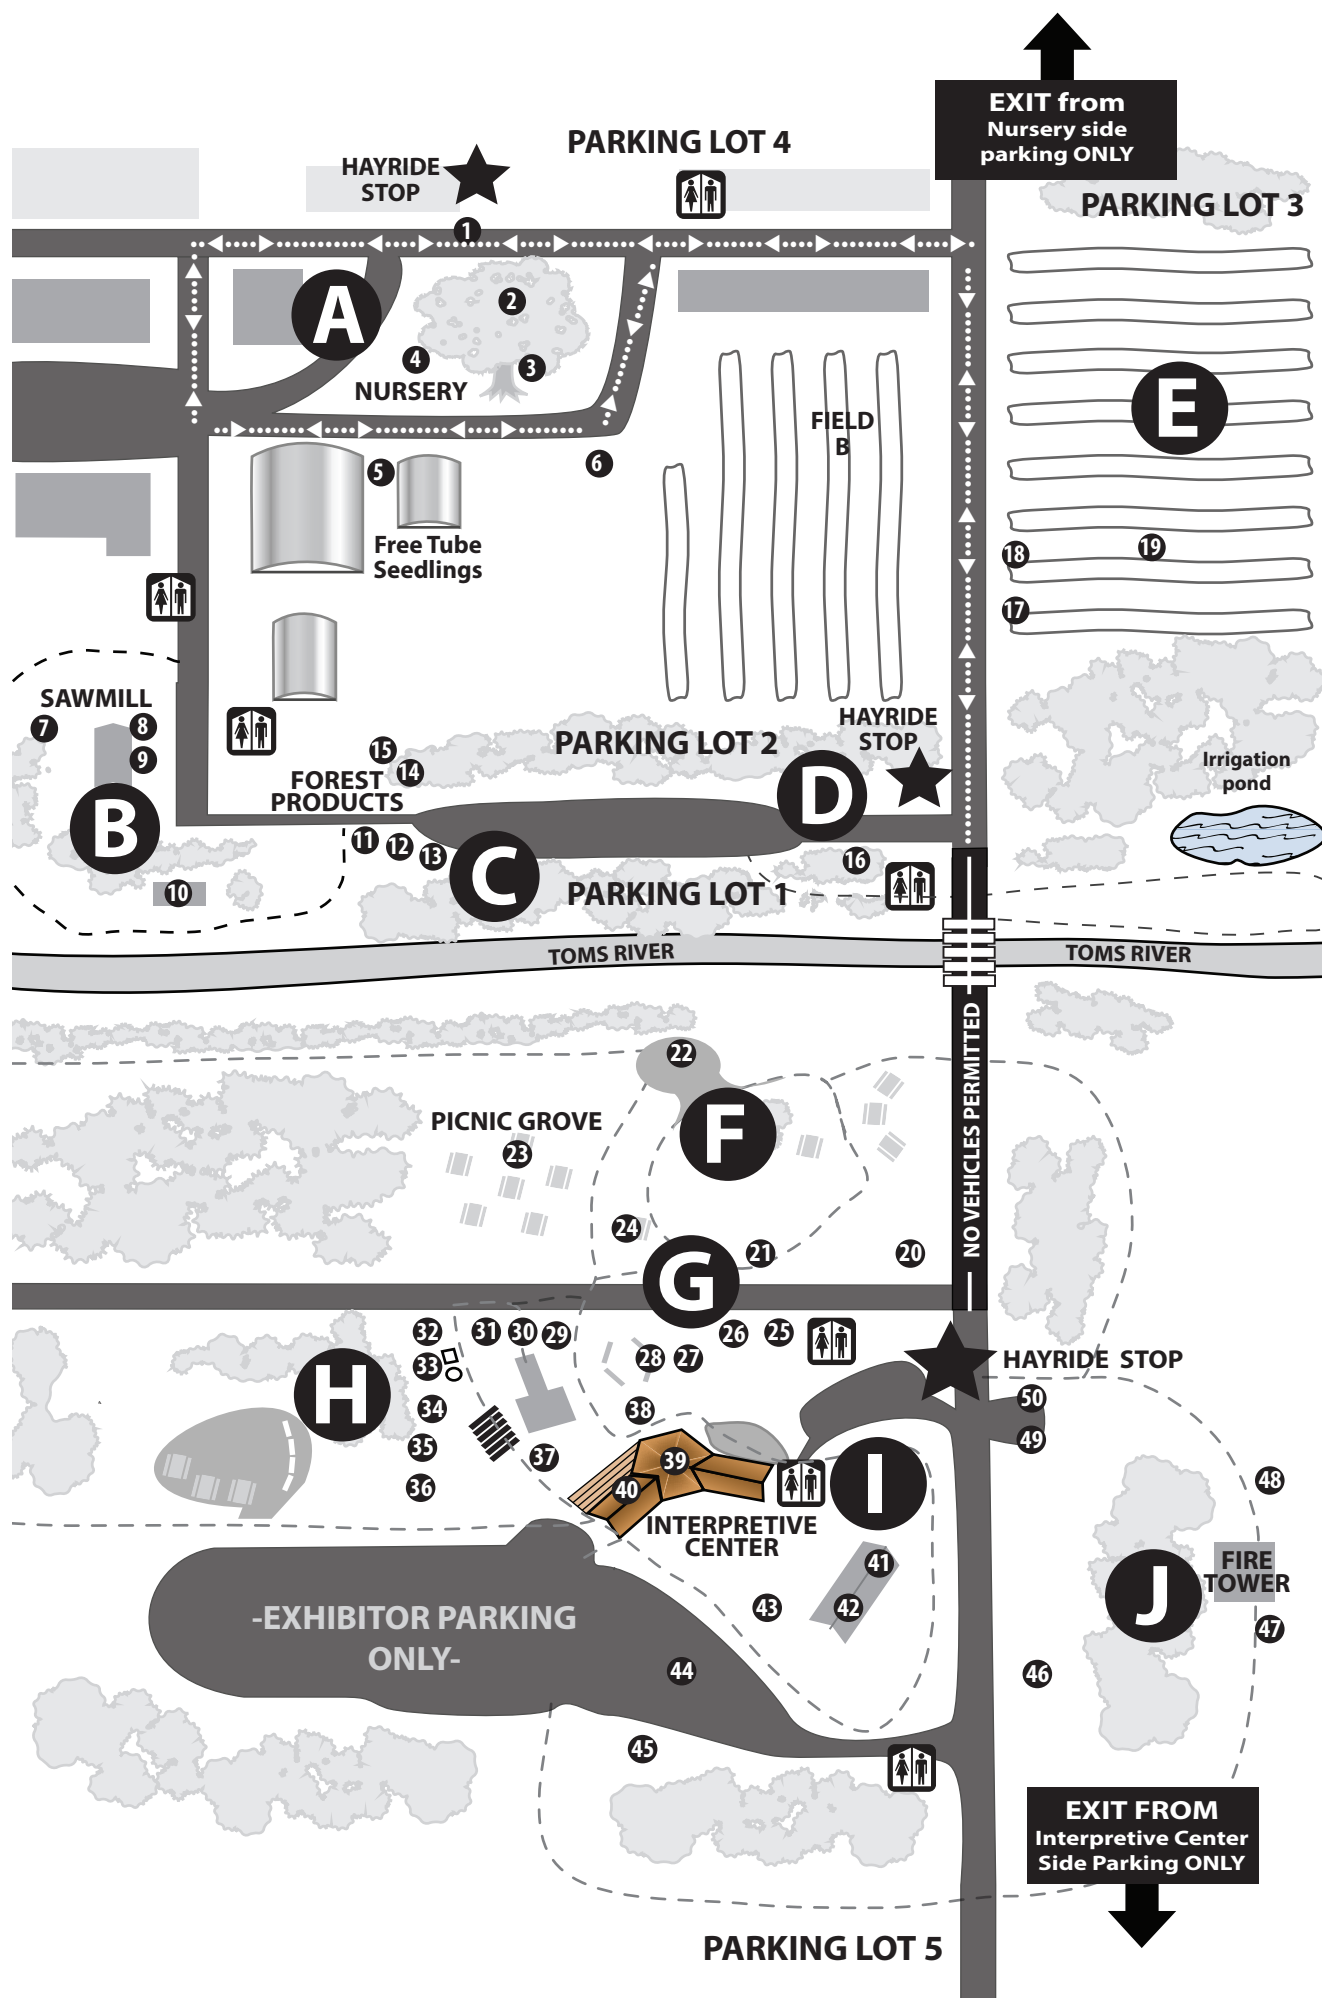 EXIT from
Nursery side
parking ONLY
PARKING LOT 4
HAYRIDE
STOP
PARKING LOT 3
1
A
2
3
4
NURSERY
E
FIELD
B
5
6
Free Tube
Seedlings
18
19
17
SAWMILL
7
8
9
B
10
15
14
FOREST
PRODUCTS
PARKING LOT 2
HAYRIDE
STOP
D
Irrigation
pond
11
12
13
C
16
PARKING LOT 1
TOMS RIVER
TOMS RIVER
NO VEHICLES PERMITTED
22
F
PICNIC GROVE
23
24
21
20
G
32
31
30
29
28
27
26
25
HAYRIDE STOP
33
H
34
35
36
37
38
39
40
INTERPRETIVE
CENTER
I
50
49
48
41
42
43
FIRE
TOWER
J
47
46
-EXHIBITOR PARKING
ONLY-
44
45
EXIT FROM
Interpretive Center
Side Parking ONLY
PARKING LOT 5